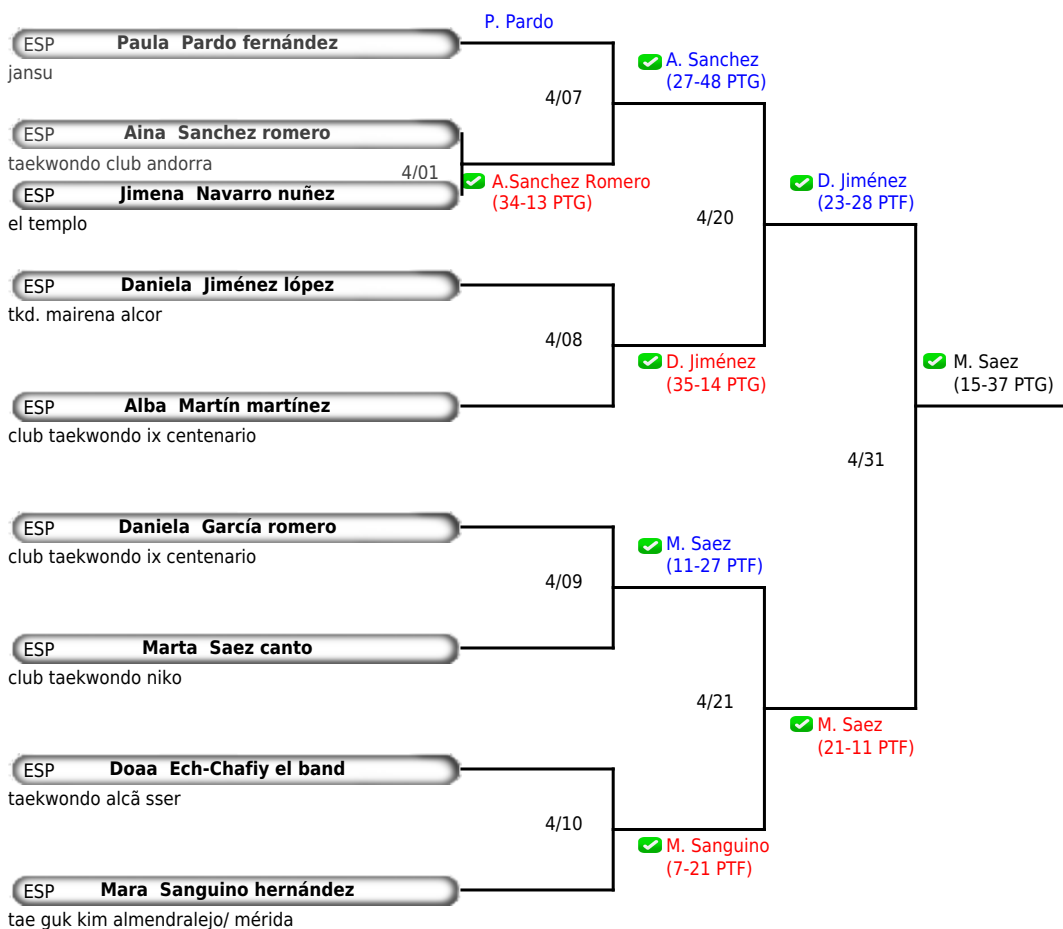 P. Pardo
ESP Paula Pardo fernández
jansu
A. Sanchez
(27-48 PTG)
4/07
ESP Aina Sanchez romero
taekwondo club andorra
4/01
A.Sanchez Romero
(34-13 PTG)
ESP Jimena Navarro nuñez
el templo
D. Jiménez
(23-28 PTF)
4/20
ESP Daniela Jiménez lópez
tkd. mairena alcor
4/08
D. Jiménez
(35-14 PTG)
M. Saez
(15-37 PTG)
ESP Alba Martín martínez
club taekwondo ix centenario
4/31
ESP Daniela García romero
club taekwondo ix centenario
M. Saez
(11-27 PTF)
4/09
ESP Marta Saez canto
club taekwondo niko
4/21
M. Saez
(21-11 PTF)
ESP Doaa Ech-Chafiy el band
taekwondo alcã sser
4/10
M. Sanguino
(7-21 PTF)
ESP Mara Sanguino hernández
tae guk kim almendralejo/ mérida